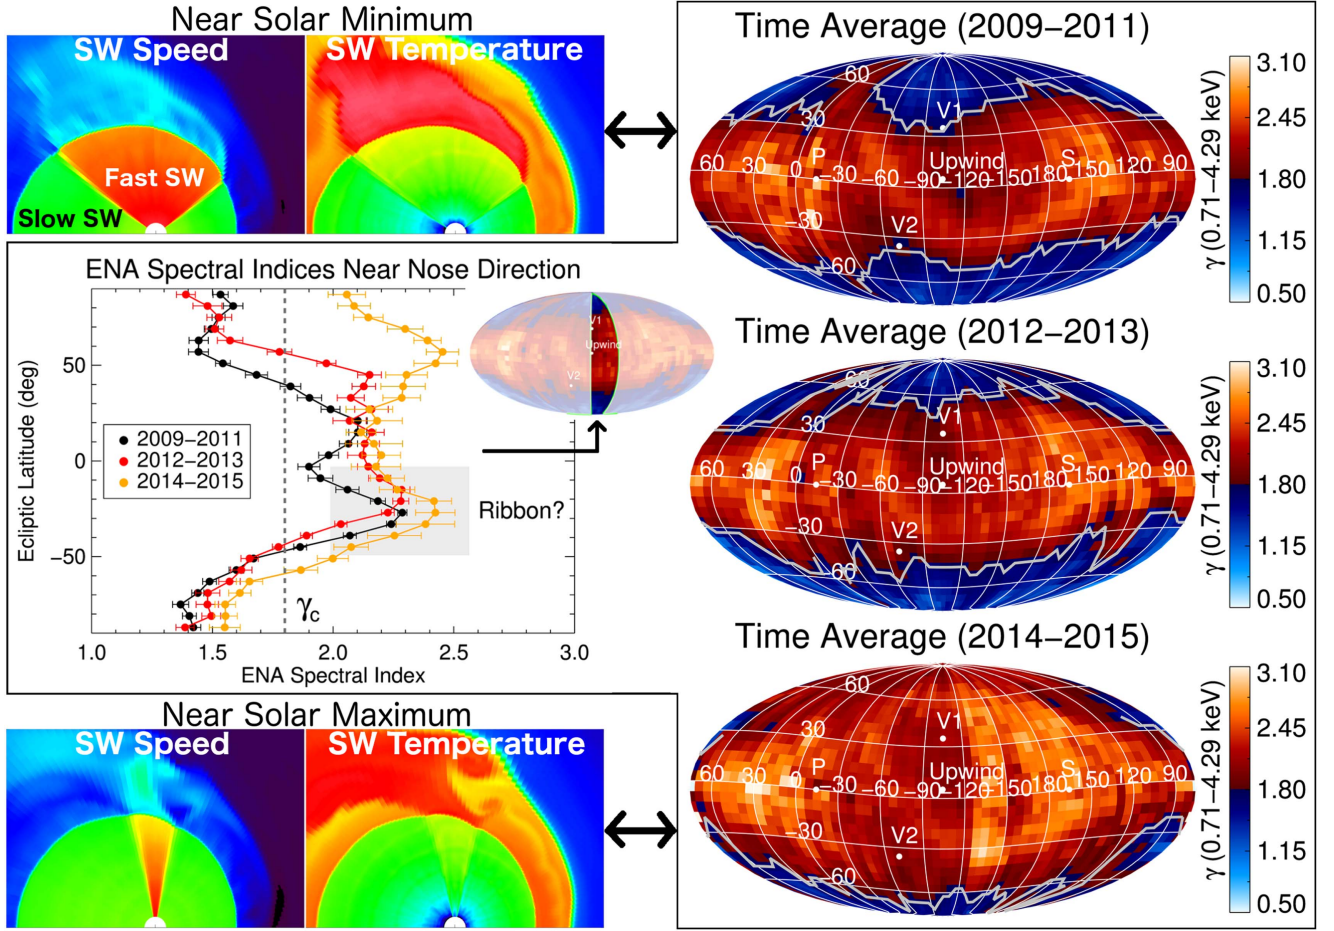 Near Solar Minimum
SW Speed
SW Temperature
Fast SW
Slow SW
ENA Spectral Indices Near Nose Direction
Ecliptic Latitude (deg)
50
0
−50
2009−2011
2012−2013
2014−2015
γc
Ribbon?
V1
Upwind
V2
1.0 1.5 2.0 2.5 3.0
ENA Spectral Index
Near Solar Maximum
SW Speed
SW Temperature
Time Average (2009−2011)
60
V1
30
P Upwind S
60 30 0 −30 −60 −90 −120 −150 180 150 120 90
−30
V2
60
3.10
2.45
1.80
1.15
0.50
γ (0.71−4.29 keV)
Time Average (2012−2013)
60
V1
30
P Upwind S
60 30 0 −30 −60 −90 −120 −150 180 150 120 90
−30
V2
60
3.10
2.45
1.80
1.15
0.50
γ (0.71−4.29 keV)
Time Average (2014−2015)
60
V1
30
P Upwind S
60 30 0 −30 −60 −90 −120 −150 180 150 120 90
−30
V2
60
3.10
2.45
1.80
1.15
0.50
γ (0.71−4.29 keV)